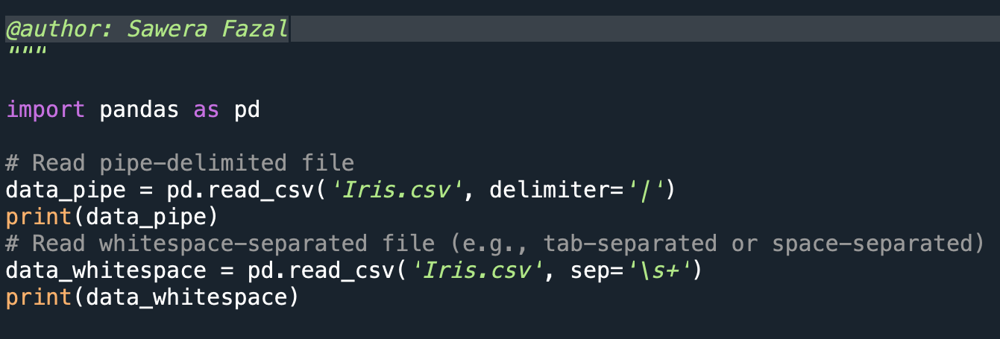 @author: Sawera Fazal
"""
import pandas as pd
# Read pipe-delimited file
data_pipe = pd.read_csv('Iris.csv', delimiter='|')
print(data_pipe)
# Read whitespace-separated file (e.g., tab-separated or space-separated)
data_whitespace = pd.read_csv('Iris.csv', sep='\s+')
print(data_whitespace)